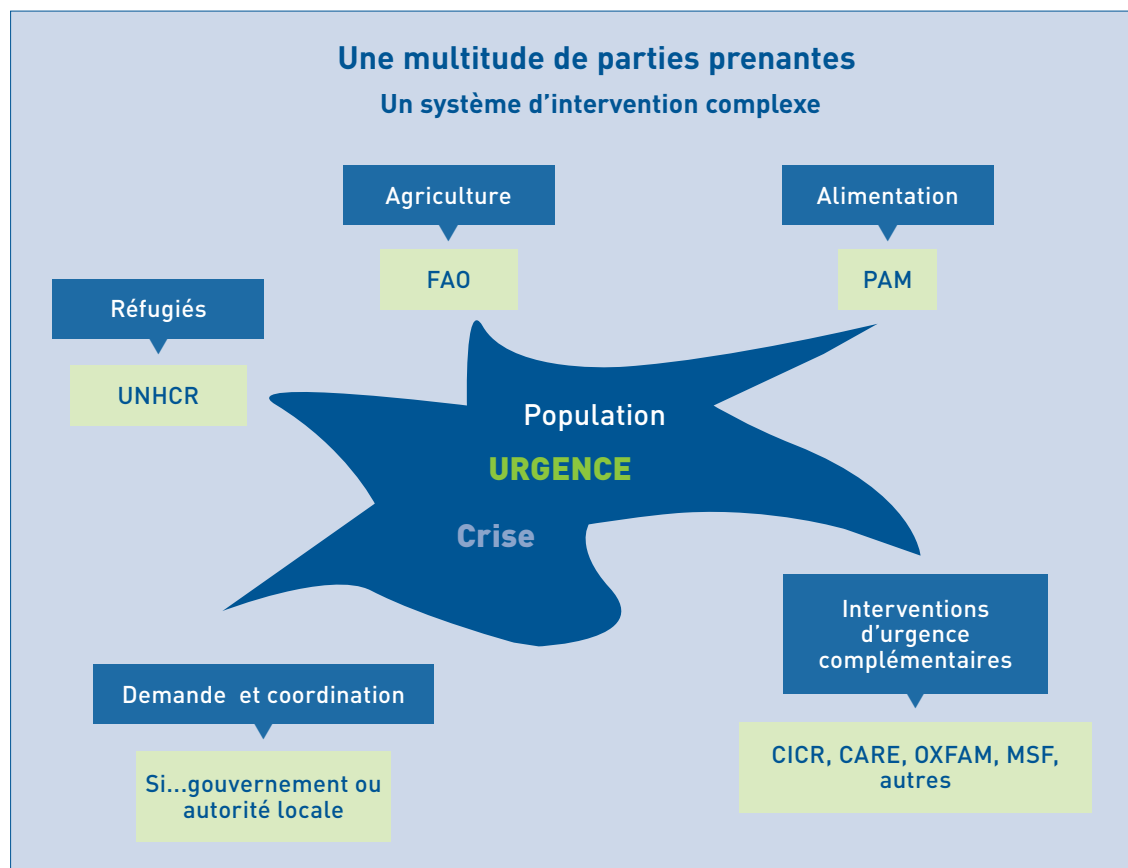 Une multitude de parties prenantes
Un système d’intervention complexe
Agriculture
FAO
Alimentation
PAM
Réfugiés
UNHCR
Population
URGENCE
Crise
Demande et coordination
Si...gouvernement ou
autorité locale
Interventions
d’urgence
complémentaires
CICR, CARE, OXFAM, MSF,
autres